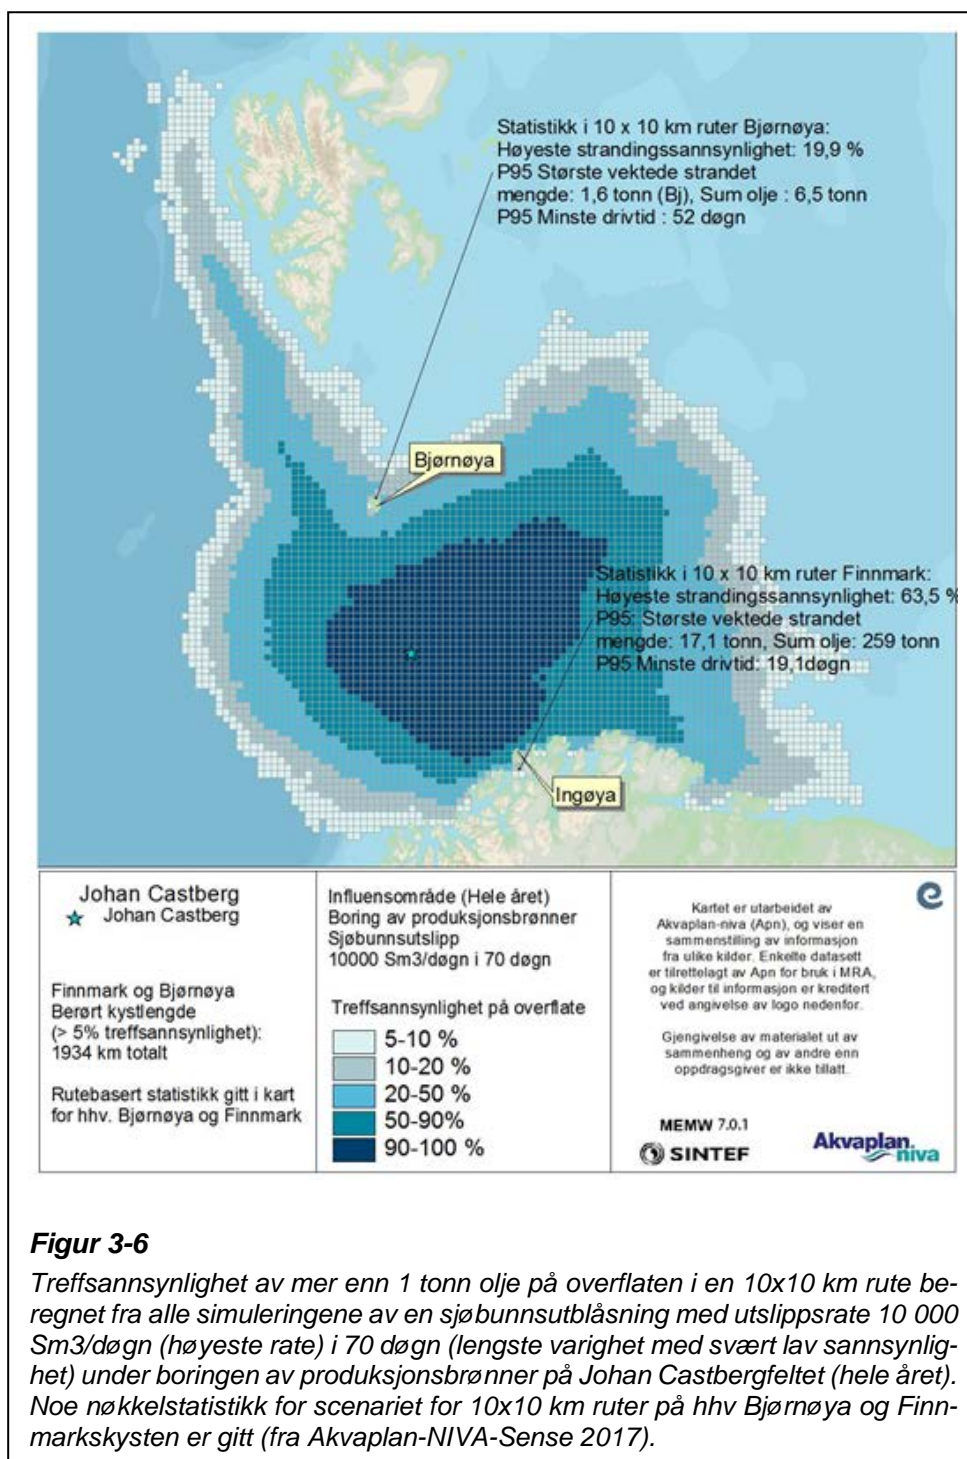 Statistikk i 10 x 10 km ruter Bjørnøya:
Høyeste strandingssannsynlighet: 19,9 %
P95 Største vektede strandet
mengde: 1,6 tonn (Bj), Sum olje : 6,5 tonn
P95 Minste drivtid : 52 døgn
Bjørnøya
Statistikk i 10 x 10 km ruter Finnmark:
Høyeste strandingssannsynlighet: 63,5 %
P95: Største vektede strandet
mengde: 17,1 tonn, Sum olje: 259 tonn
P95 Minste drivtid: 19,1døgn
Ingøya
Johan Castberg
Johan Castberg
Finnmark og Bjørnøya
Berørt kystlengde
(> 5% treffsannsynlighet):
1934 km totalt
Rutebasert statistikk gitt i kart
for hhv. Bjørnøya og Finnmark
Influensområde (Hele året)
Boring av produksjonsbrønner
Sjøbunnsutslipp
10000 Sm3/døgn i 70 døgn
Treffsannsynlighet på overflate
5-10 %
10-20 %
20-50 %
50-90%
90-100 %
Kartet er utarbeidet av
Akvaplan-niva (Apn), og viser en
sammenstilling av informasjon
fra ulike kilder. Enkelte datasett
er tilrettelagt av Apn for bruk i MRA,
og kilder til informasjon er kreditert
ved angivelse av logo nedenfor.
Gjengivelse av materialet ut av
sammenheng og av andre enn
oppdragsgiver er ikke tillatt.
MEMW 7.0.1
SINTEF
Akvaplan
niva
Figur 3-6
Treffsannsynlighet av mer enn 1 tonn olje på overflaten i en 10x10 km rute be-
regnet fra alle simuleringene av en sjøbunnsutblåsning med utslippsrate 10 000
Sm3/døgn (høyeste rate) i 70 døgn (lengste varighet med svært lav sannsynlig-
het) under boringen av produksjonsbrønner på Johan Castbergfeltet (hele året).
Noe nøkkelstatistikk for scenariet for 10x10 km ruter på hhv Bjørnøya og Finn-
markskysten er gitt (fra Akvaplan-NIVA-Sense 2017).